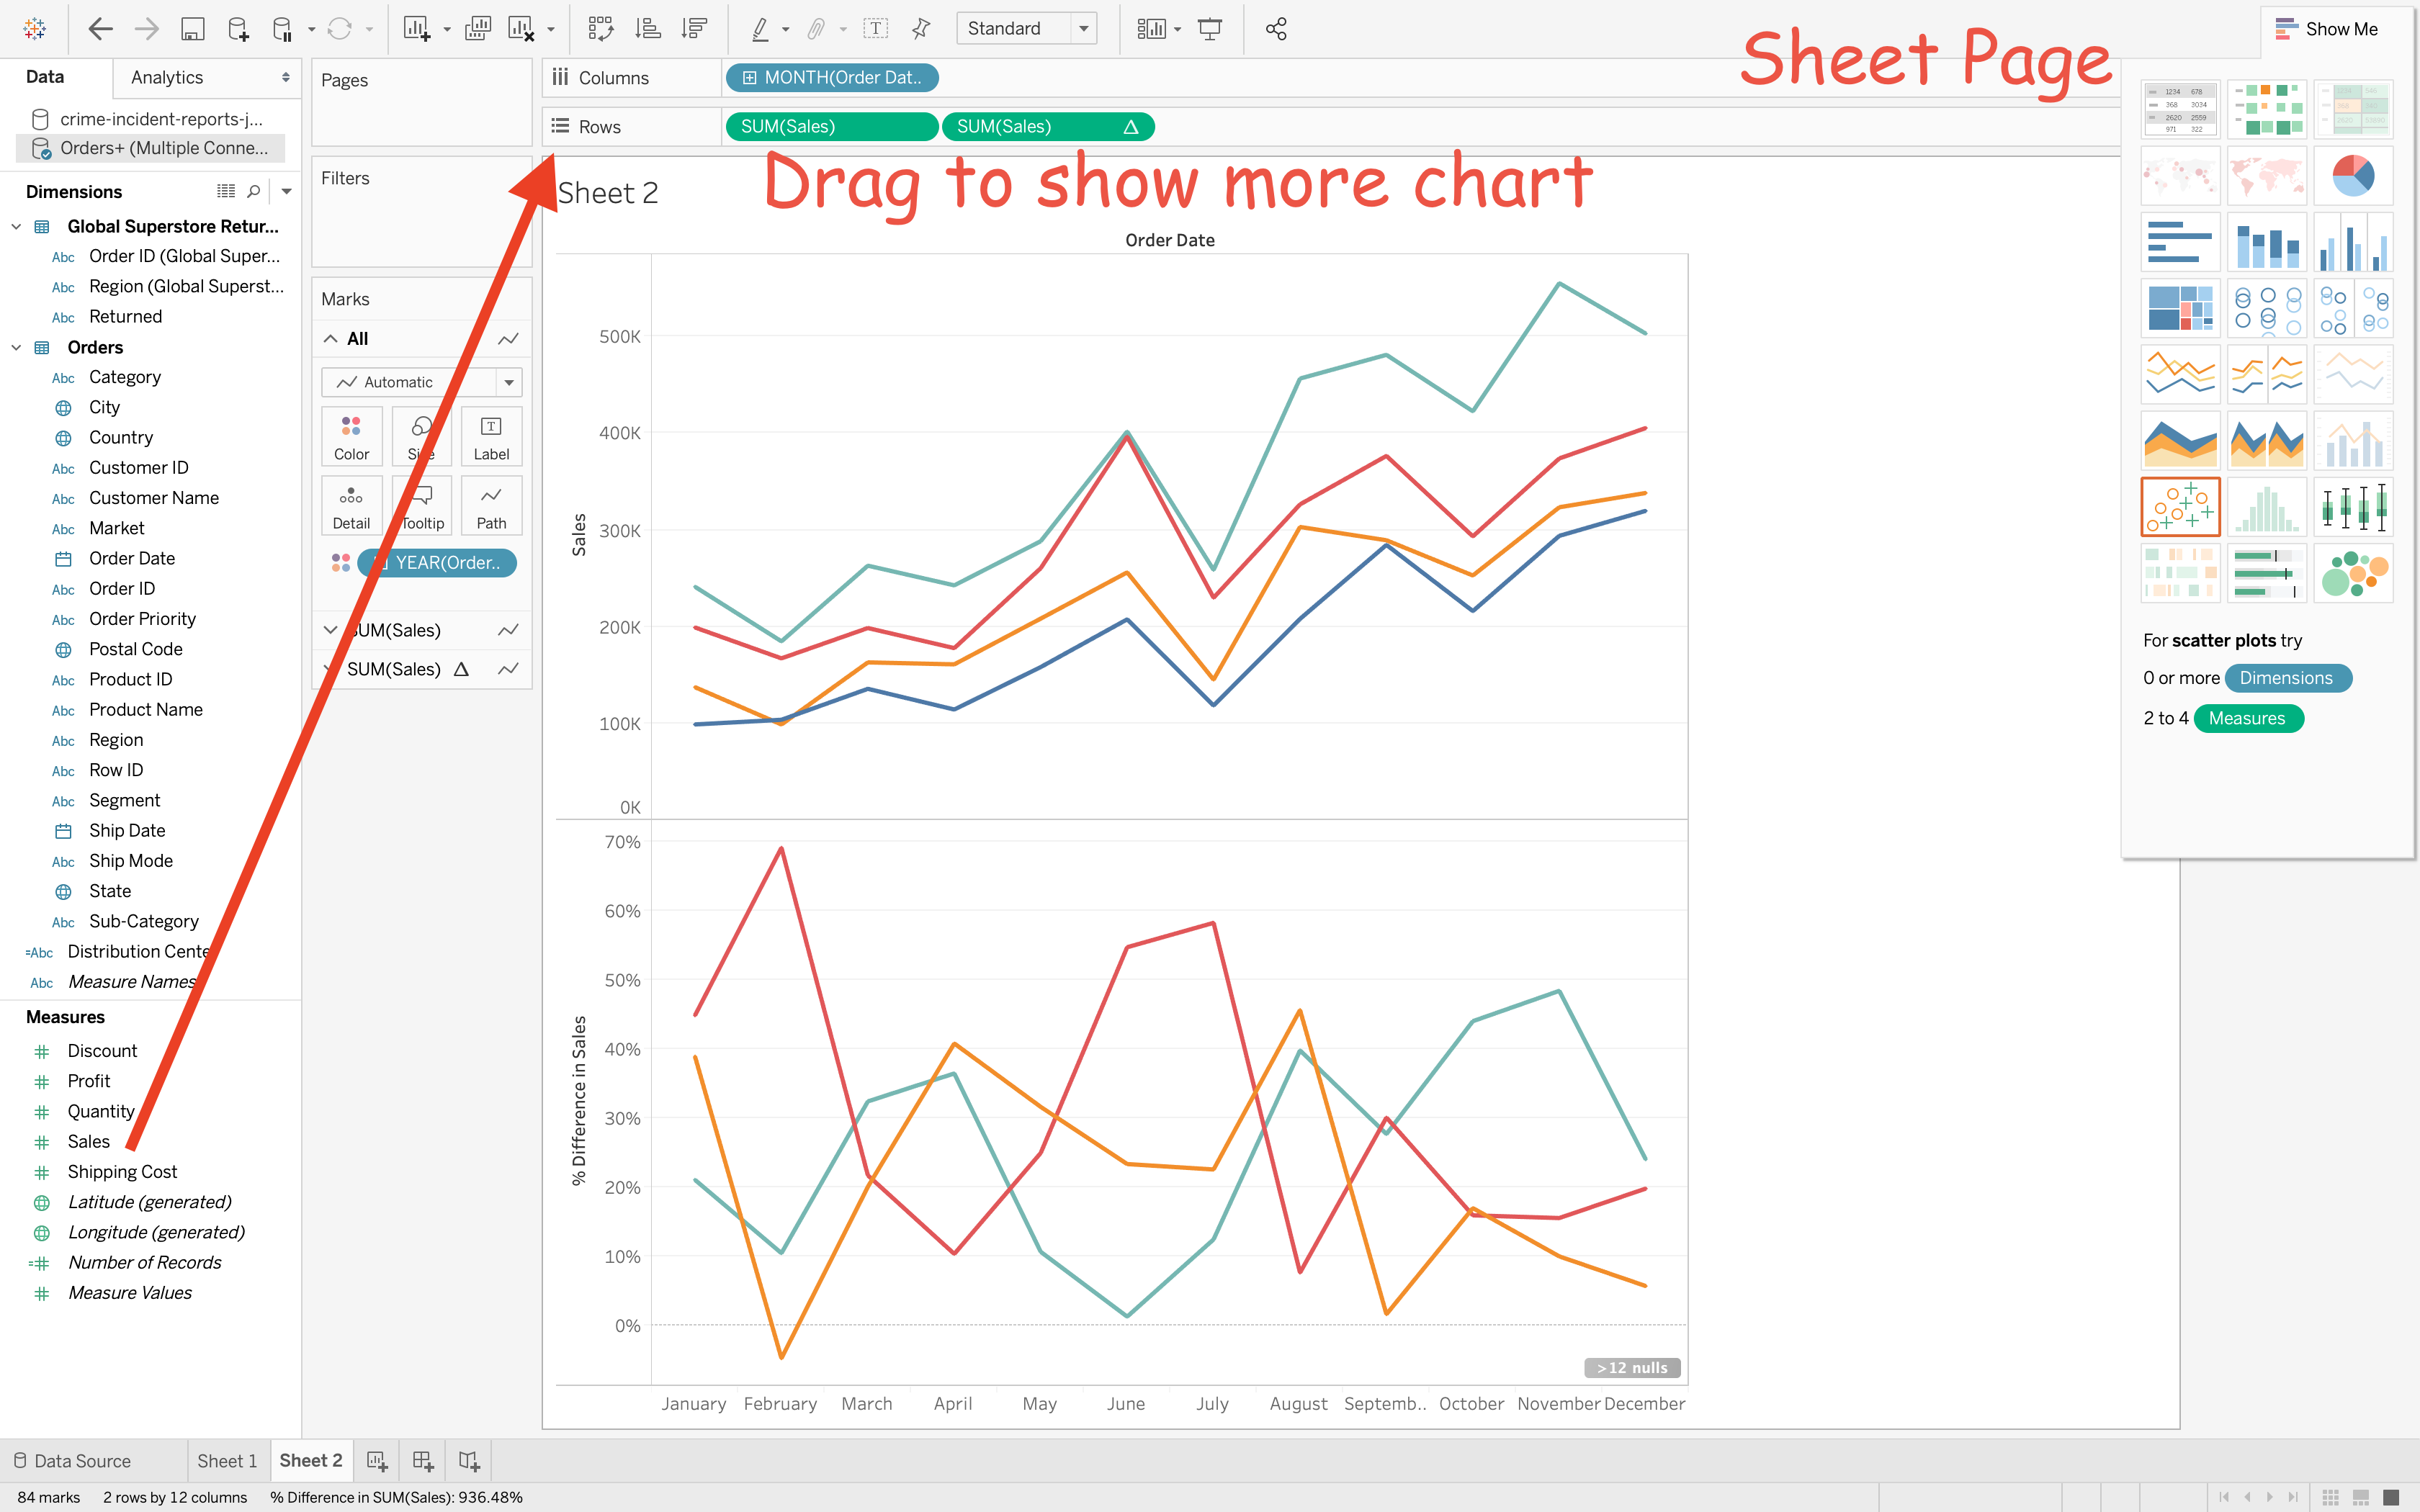 Show Me
Standard
Sheet Page
Data
Analytics
Pages
Columns
MONTH(Order Dat..
crime-incident-reports-j...
Orders+ (Multiple Conne...
Rows
SUM(Sales)
SUM(Sales)
Drag to show more chart
Dimensions
Filters
Sheet 2
Global Superstore Retur...
Abc Order ID (Global Super...
Abc Region (Global Superst...
Abc Returned
Orders
Abc Category
City
Country
Abc Customer ID
Abc Customer Name
Abc Market
Order Date
Abc Order ID
Abc Order Priority
Postal Code
Abc Product ID
Abc Product Name
Abc Region
Abc Row ID
Abc Segment
Ship Date
Abc Ship Mode
State
Abc Sub-Category
=Abc Distribution Cente
Abc Measure Names
Measures
# Discount
# Profit
# Quantity
# Sales
# Shipping Cost
Latitude (generated)
Longitude (generated)
=# Number of Records
# Measure Values
Marks
All
Automatic
Color
Label
Detail
Tooltip
Path
YEAR(Order..
SUM(Sales)
SUM(Sales)
Order Date
Sales
500K
400K
300K
200K
100K
0K
% Difference in Sales
70%
60%
50%
40%
30%
20%
10%
0%
>12 nulls
January February March April May June July August Septemb.. October November December
1234 678
368 3034
2620 2559
971 322
For scatter plots try
0 or more Dimensions
2 to 4 Measures
Data Source
Sheet 1
Sheet 2
84 marks
2 rows by 12 columns
% Difference in SUM(Sales): 936.48%